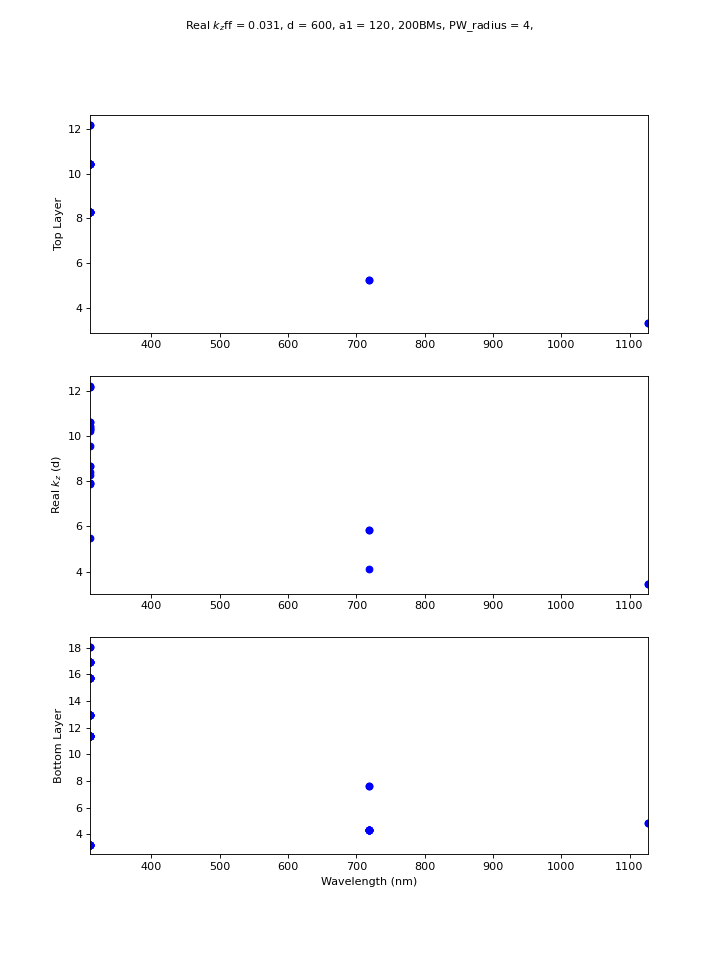 Real k_zff = 0.031, d = 600, a1 = 120, 200BMs, PW_radius = 4,
12
10
8
6
4
Top Layer
400 500 600 700 800 900 1000 1100
12
10
8
6
4
Real k_z (d)
400 500 600 700 800 900 1000 1100
18
16
14
12
10
8
6
4
Bottom Layer
400 500 600 700 800 900 1000 1100
Wavelength (nm)